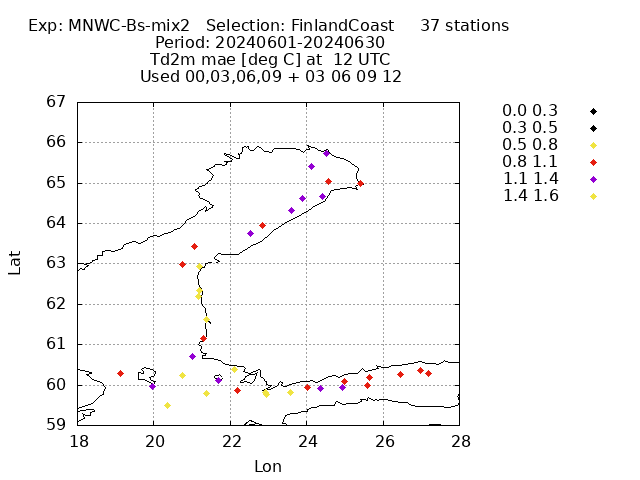 Exp: MNWC-Bs-mix2 Selection: FinlandCoast 37 stations
Period: 20240601-20240630
Td2m mae [deg C] at 12 UTC
Used 00,03,06,09 + 03 06 09 12
67
66
65
64
63
62
61
60
59
Lat
18 20 22 24 26 28
Lon
0.0 0.3
0.3 0.5
0.5 0.8
0.8 1.1
1.1 1.4
1.4 1.6